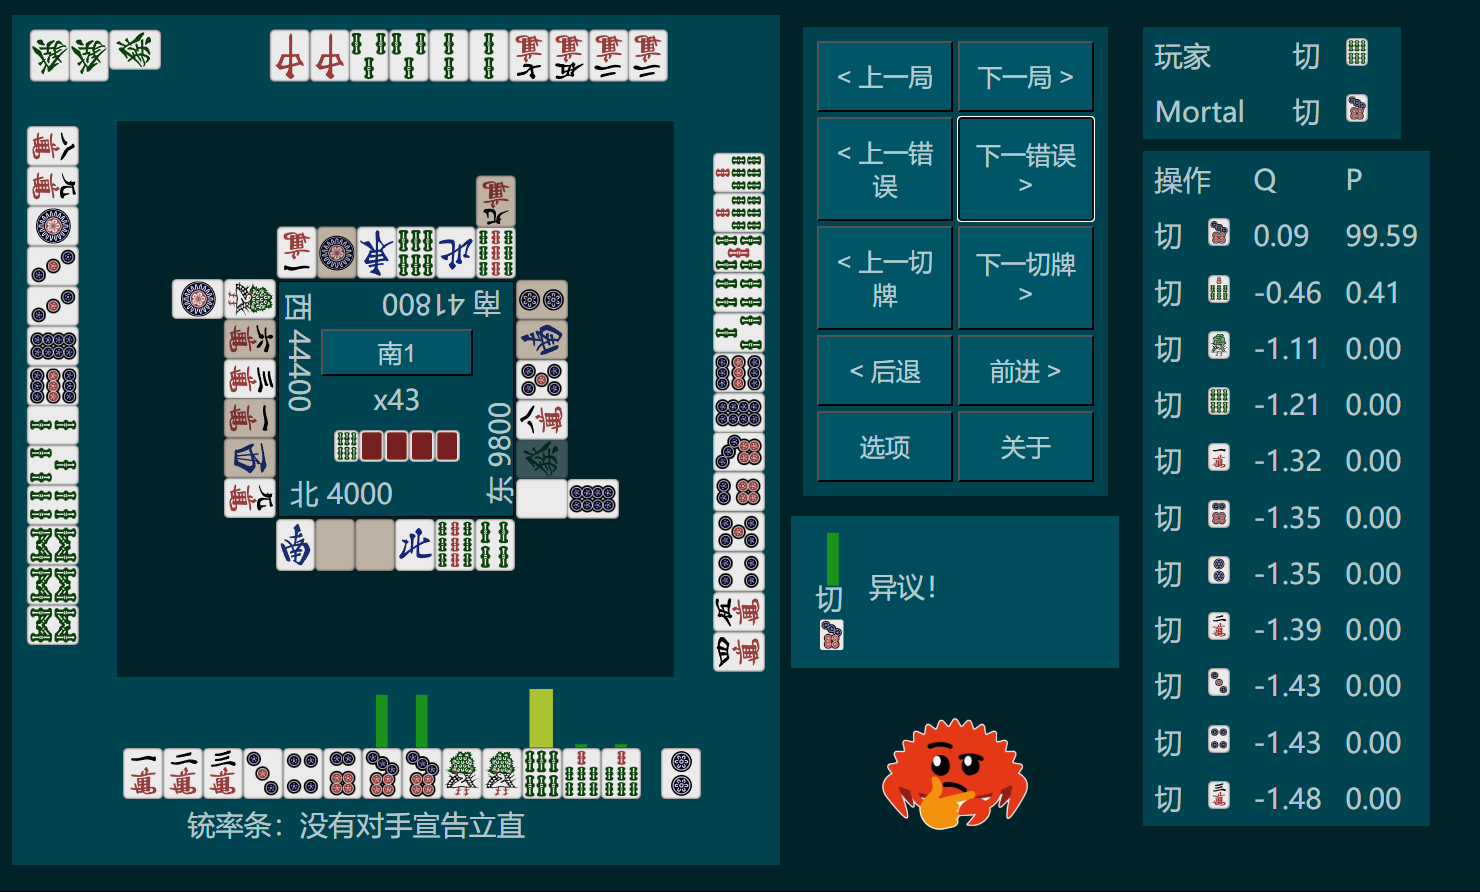 < 上一局
下一局 >
< 上一错
误
下一错误
>
< 上一切
牌
下一切牌
>
< 后退
前进 >
选项
关于
玩家 切
Mortal 切
操作 Q P
切 0.09 99.59
切 -0.46 0.41
切 -1.11 0.00
切 -1.21 0.00
切 -1.32 0.00
切 -1.35 0.00
切 -1.35 0.00
切 -1.39 0.00
切 -1.43 0.00
切 -1.43 0.00
切 -1.48 0.00
南 41800
西 44400
南1
x43
东 9800
北 4000
切
异议!
铳率条：没有对手宣告立直